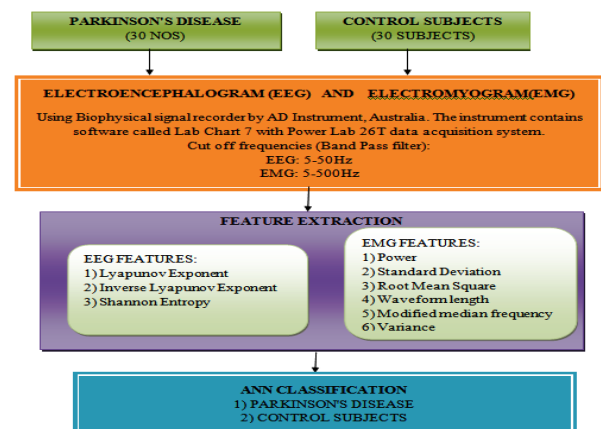 PARKINSON'S DISEASE
(30 NOS)
CONTROL SUBJECTS
(30 SUBJECTS)
ELECTROENCEPHALOGRAM (EEG) AND ELECTROMYOGRAM(EMG)
Using Biophysical signal recorder by AD Instrument, Australia. The instrument contains
software called Lab Chart 7 with Power Lab 26T data acquisition system.
Cut off frequencies (Band Pass filter):
EEG: 5-50Hz
EMG: 5-500Hz
FEATURE EXTRACTION
EEG FEATURES:
1) Lyapunov Exponent
2) Inverse Lyapunov Exponent
3) Shannon Entropy
EMG FEATURES:
1) Power
2) Standard Deviation
3) Root Mean Square
4) Waveform length
5) Modified median frequency
6) Variance
ANN CLASSIFICATION
1) PARKINSON'S DISEASE
2) CONTROL SUBJECTS